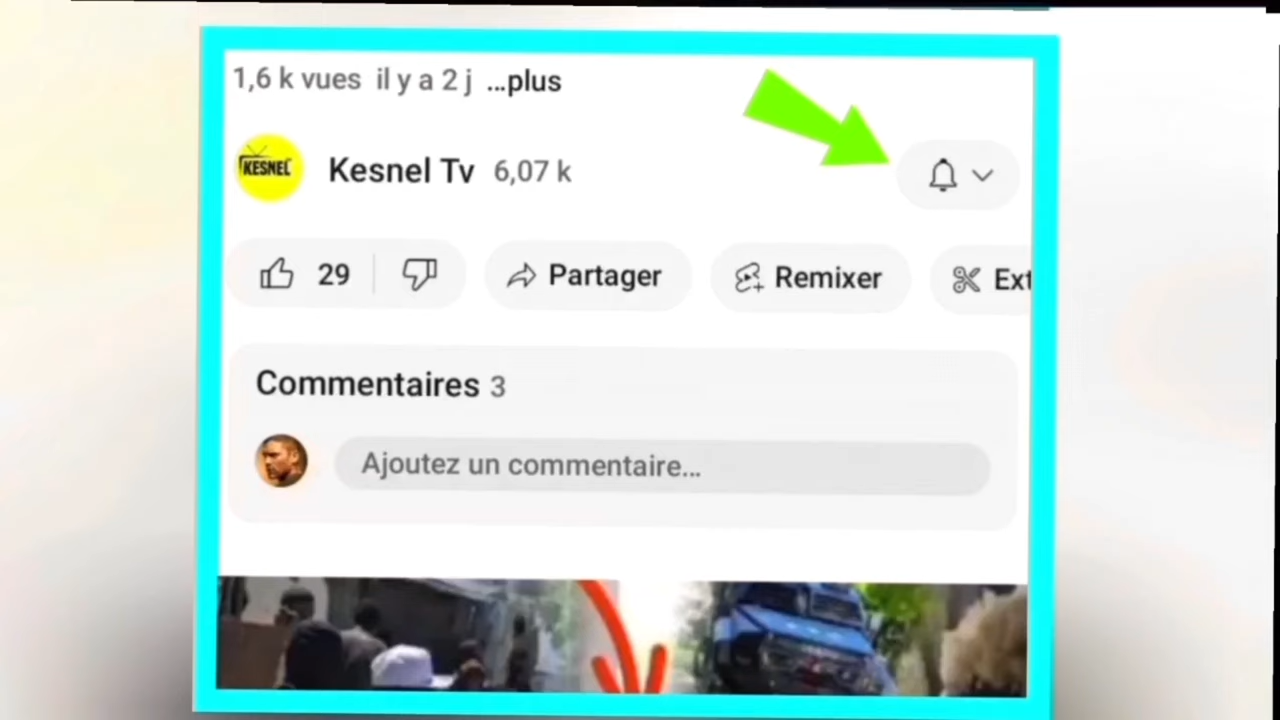 1,6 k vues il y a 2 j ...plus
KESNEL
Kesnel Tv 6,07 k
29 Partager Remixer Ext
Commentaires 3
Ajoutez un commentaire...